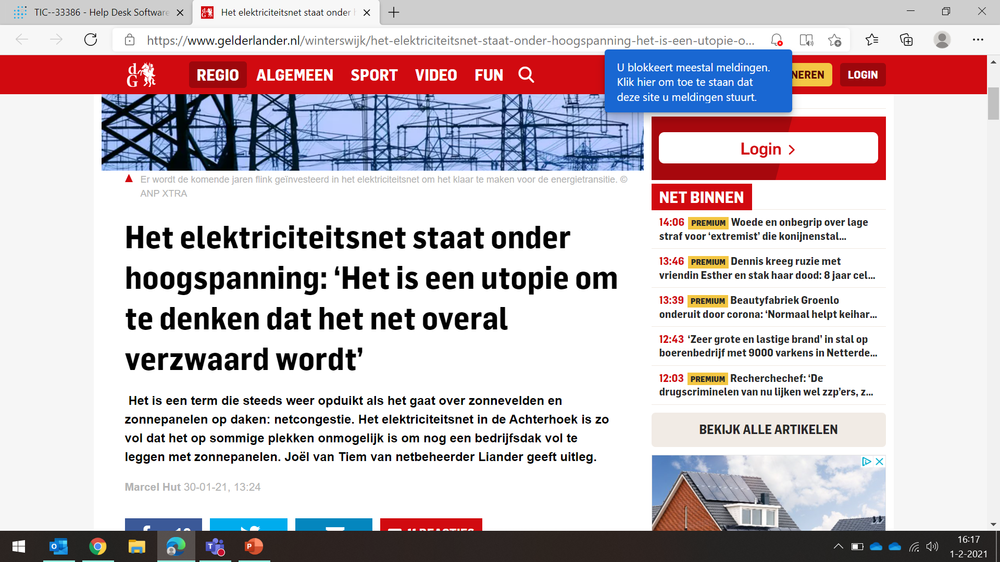 TIC--33386 - Help Desk Software
Het elektriciteitsnet staat onder
https://www.gelderlander.nl/winterswijk/het-elektriciteitsnet-staat-onder-hoogspanning-het-is-een-utopie-o...
U blokkeert meestal meldingen.
Klik hier om toe te staan dat
deze site u meldingen stuurt.
dG
REGIO ALGEMEEN SPORT VIDEO FUN
NEREN
LOGIN
Er wordt de komende jaren flink geïnvesteerd in het elektriciteitsnet om het klaar te maken voor de energietransitie. ©
ANP XTRA
Het elektriciteitsnet staat onder
hoogspanning: ‘Het is een utopie om
te denken dat het net overal
verzwaard wordt’
Het is een term die steeds weer opduikt als het gaat over zonnevelden en
zonnepanelen op daken: netcongestie. Het elektriciteitsnet in de Achterhoek is zo
vol dat het op sommige plekken onmogelijk is om nog een bedrijfsdak vol te
leggen met zonnepanelen. Joël van Tiem van netbeheerder Liander geeft uitleg.
Marcel Hut 30-01-21, 13:24
11 REACTIES
Login
NET BINNEN
14:06 PREMIUM Woede en onbegrip over lage
straf voor ‘extremist’ die konijnenstal...
13:46 PREMIUM Dennis kreeg ruzie met
vriendin Esther en stak haar dood: 8 jaar cel...
13:39 PREMIUM Beautyfabriek Groenlo
onderuit door corona: ‘Normaal helpt keihar...
12:43 ‘Zeer grote en lastige brand’ in stal op
boerenbedrijf met 9000 varkens in Netterde...
12:03 PREMIUM Recherchechef: ‘De
drugscriminelen van nu lijken wel zzp’ers, z...
BEKIJK ALLE ARTIKELEN
16:17
1-2-2021